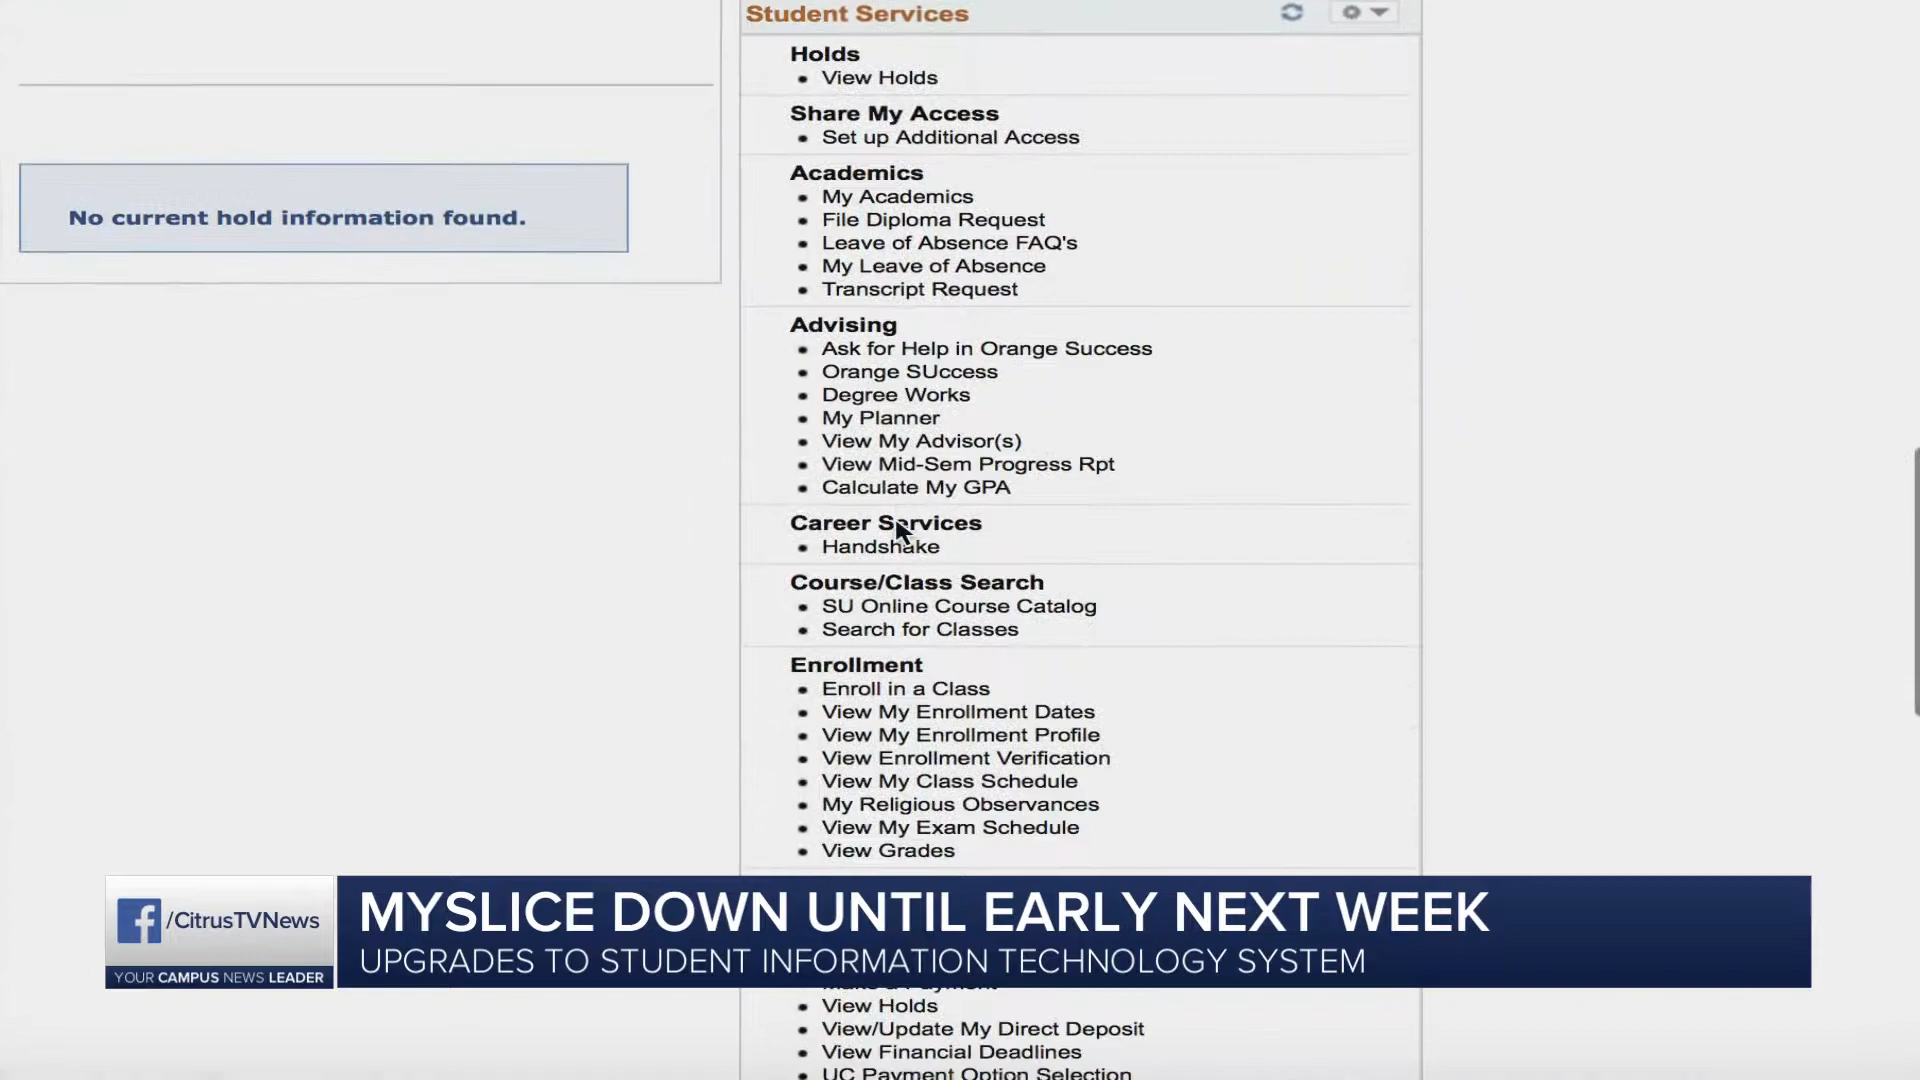 Student Services
Holds
View Holds
Share My Access
Set up Additional Access
Academics
My Academics
File Diploma Request
Leave of Absence FAQ's
My Leave of Absence
Transcript Request
No current hold information found.
Advising
Ask for Help in Orange Success
Orange SUccess
Degree Works
My Planner
View My Advisor(s)
View Mid-Sem Progress Rpt
Calculate My GPA
Career Services
Handshake
Course/Class Search
SU Online Course Catalog
Search for Classes
Enrollment
Enroll in a Class
View My Enrollment Dates
View My Enrollment Profile
View Enrollment Verification
View My Class Schedule
My Religious Observances
View My Exam Schedule
View Grades
/CitrusTVNews
YOUR CAMPUS NEWS LEADER
MYSLICE DOWN UNTIL EARLY NEXT WEEK
UPGRADES TO STUDENT INFORMATION TECHNOLOGY SYSTEM
Make a Payment
View Holds
View/Update My Direct Deposit
View Financial Deadlines
UC Payment Option Selection